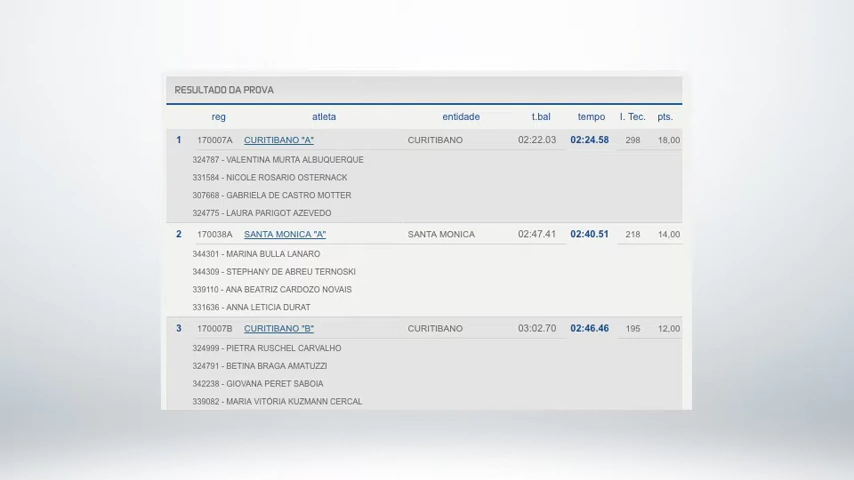 RESULTADO DA PROVA
reg atleta entidade t.bal tempo I. Tec. pts.
1 170007A CURITIBANO "A" CURITIBANO 02:22.03 02:24.58 298 18,00
324787 - VALENTINA MURTA ALBUQUERQUE
331584 - NICOLE ROSARIO OSTERNACK
307668 - GABRIELA DE CASTRO MOTTER
324775 - LAURA PARIGOT AZEVEDO
2 170038A SANTA MONICA "A" SANTA MONICA 02:47.41 02:40.51 218 14,00
344301 - MARINA BULLA LANARO
344309 - STEPHANY DE ABREU TERNOSKI
339110 - ANA BEATRIZ CARDOZO NOVAIS
331636 - ANNA LETICIA DURAT
3 170007B CURITIBANO "B" CURITIBANO 03:02.70 02:46.46 195 12,00
324999 - PIETRA RUSCHEL CARVALHO
324791 - BETINA BRAGA AMATUZZI
342238 - GIOVANA PERET SABOIA
339082 - MARIA VITÓRIA KUZMANN CERCAL